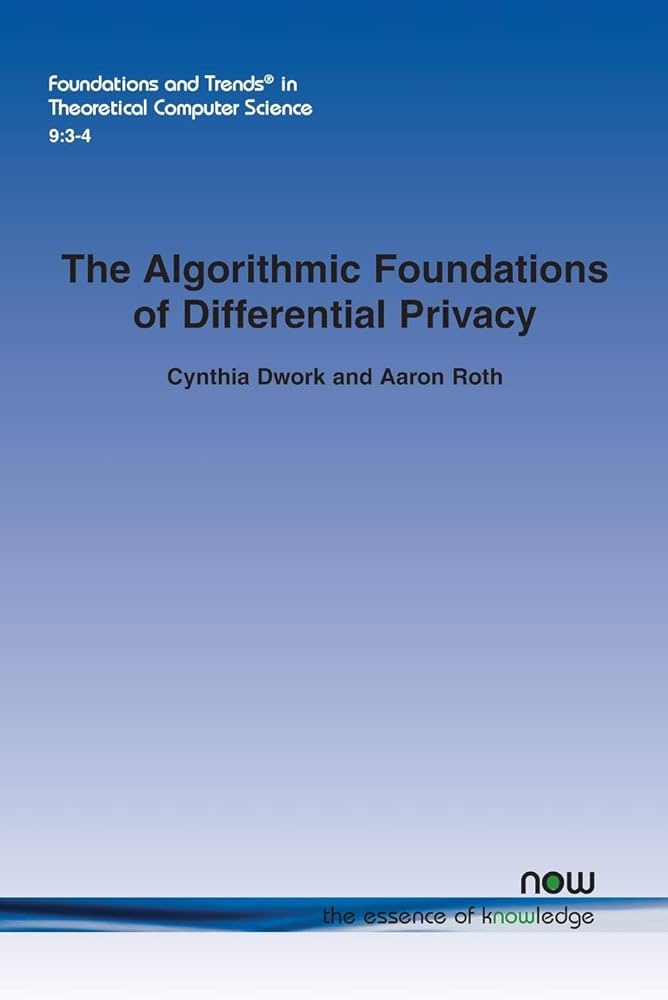 Foundations and Trends® in
Theoretical Computer Science
9:3-4
The Algorithmic Foundations
of Differential Privacy
Cynthia Dwork and Aaron Roth
now
the essence of knowledge